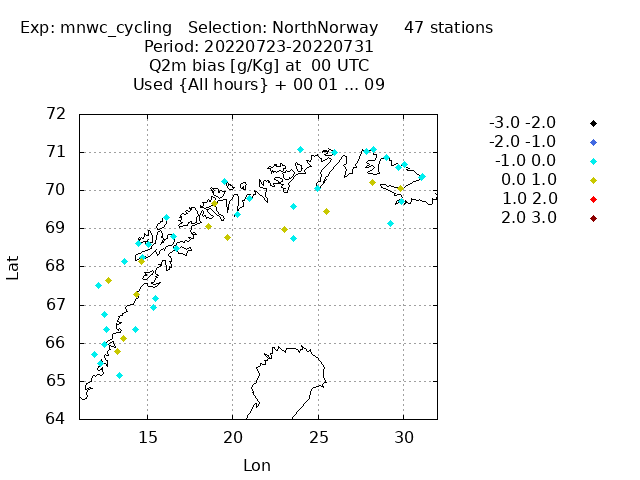 Exp: mnwc_cycling Selection: NorthNorway 47 stations
Period: 20220723-20220731
Q2m bias [g/Kg] at 00 UTC
Used {All hours} + 00 01 ... 09
72
71
70
69
68
67
66
65
64
Lat
15 20 25 30
Lon
-3.0 -2.0
-2.0 -1.0
-1.0 0.0
0.0 1.0
1.0 2.0
2.0 3.0